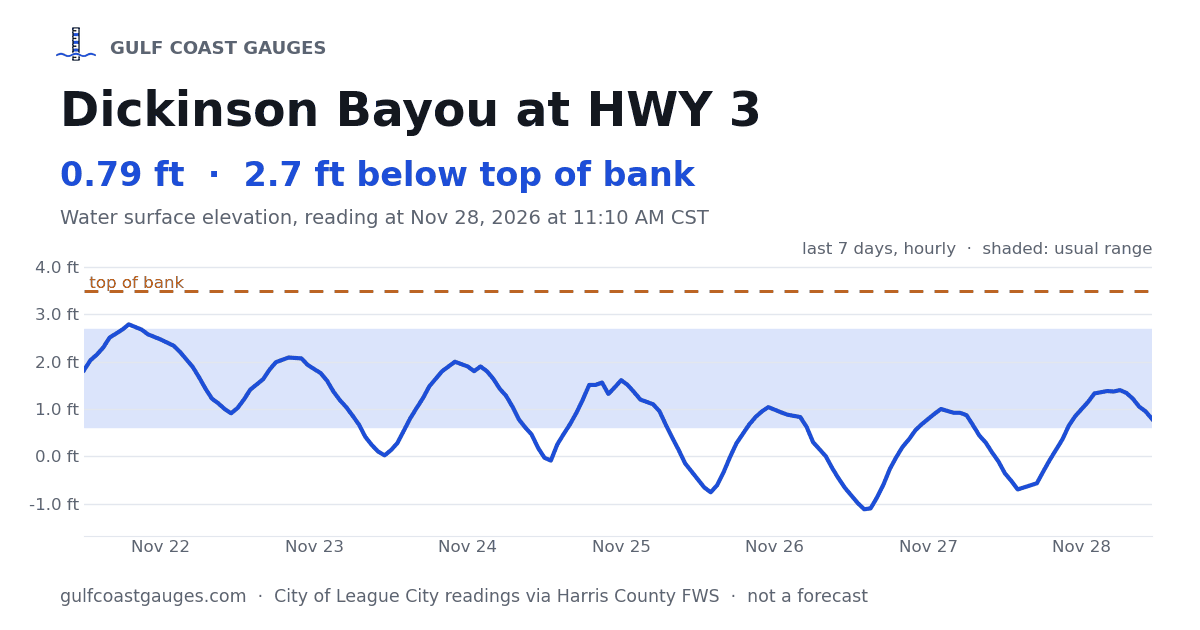 GULF COAST GAUGES
Dickinson Bayou at HWY 3
0.79 ft · 2.7 ft below top of bank
Water surface elevation, reading at Nov 28, 2026 at 11:10 AM CST
last 7 days, hourly · shaded: usual range
4.0 ft
top of bank
3.0 ft
2.0 ft
1.0 ft
0.0 ft
-1.0 ft
Nov 22 Nov 23 Nov 24 Nov 25 Nov 26 Nov 27 Nov 28
gulfcoastgauges.com · City of League City readings via Harris County FWS · not a forecast